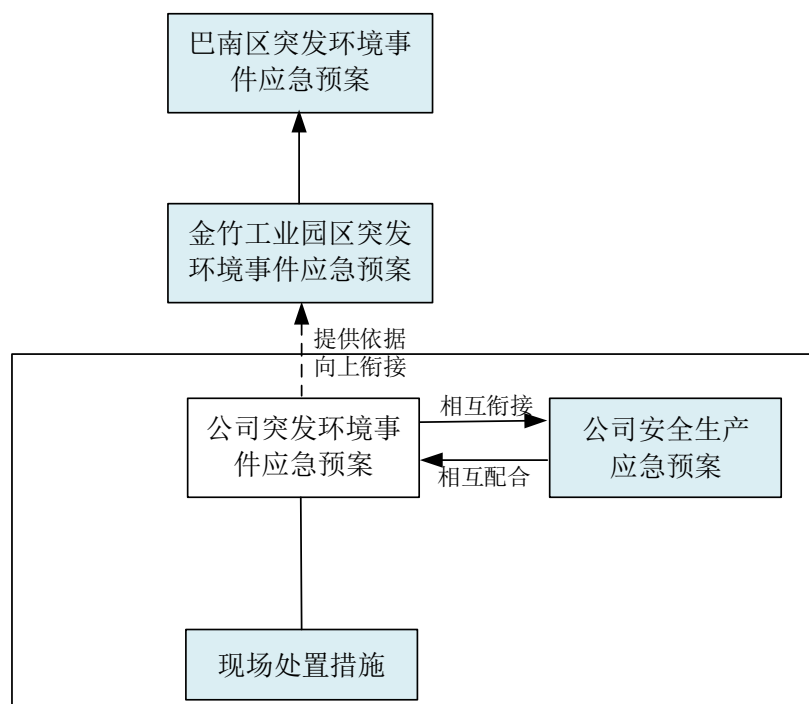 巴南区突发环境事
件应急预案
金竹工业园区突发
环境事件应急预案
提供依据
向上衔接
公司突发环境事
件应急预案
相互衔接
相互配合
公司安全生产
应急预案
现场处置措施